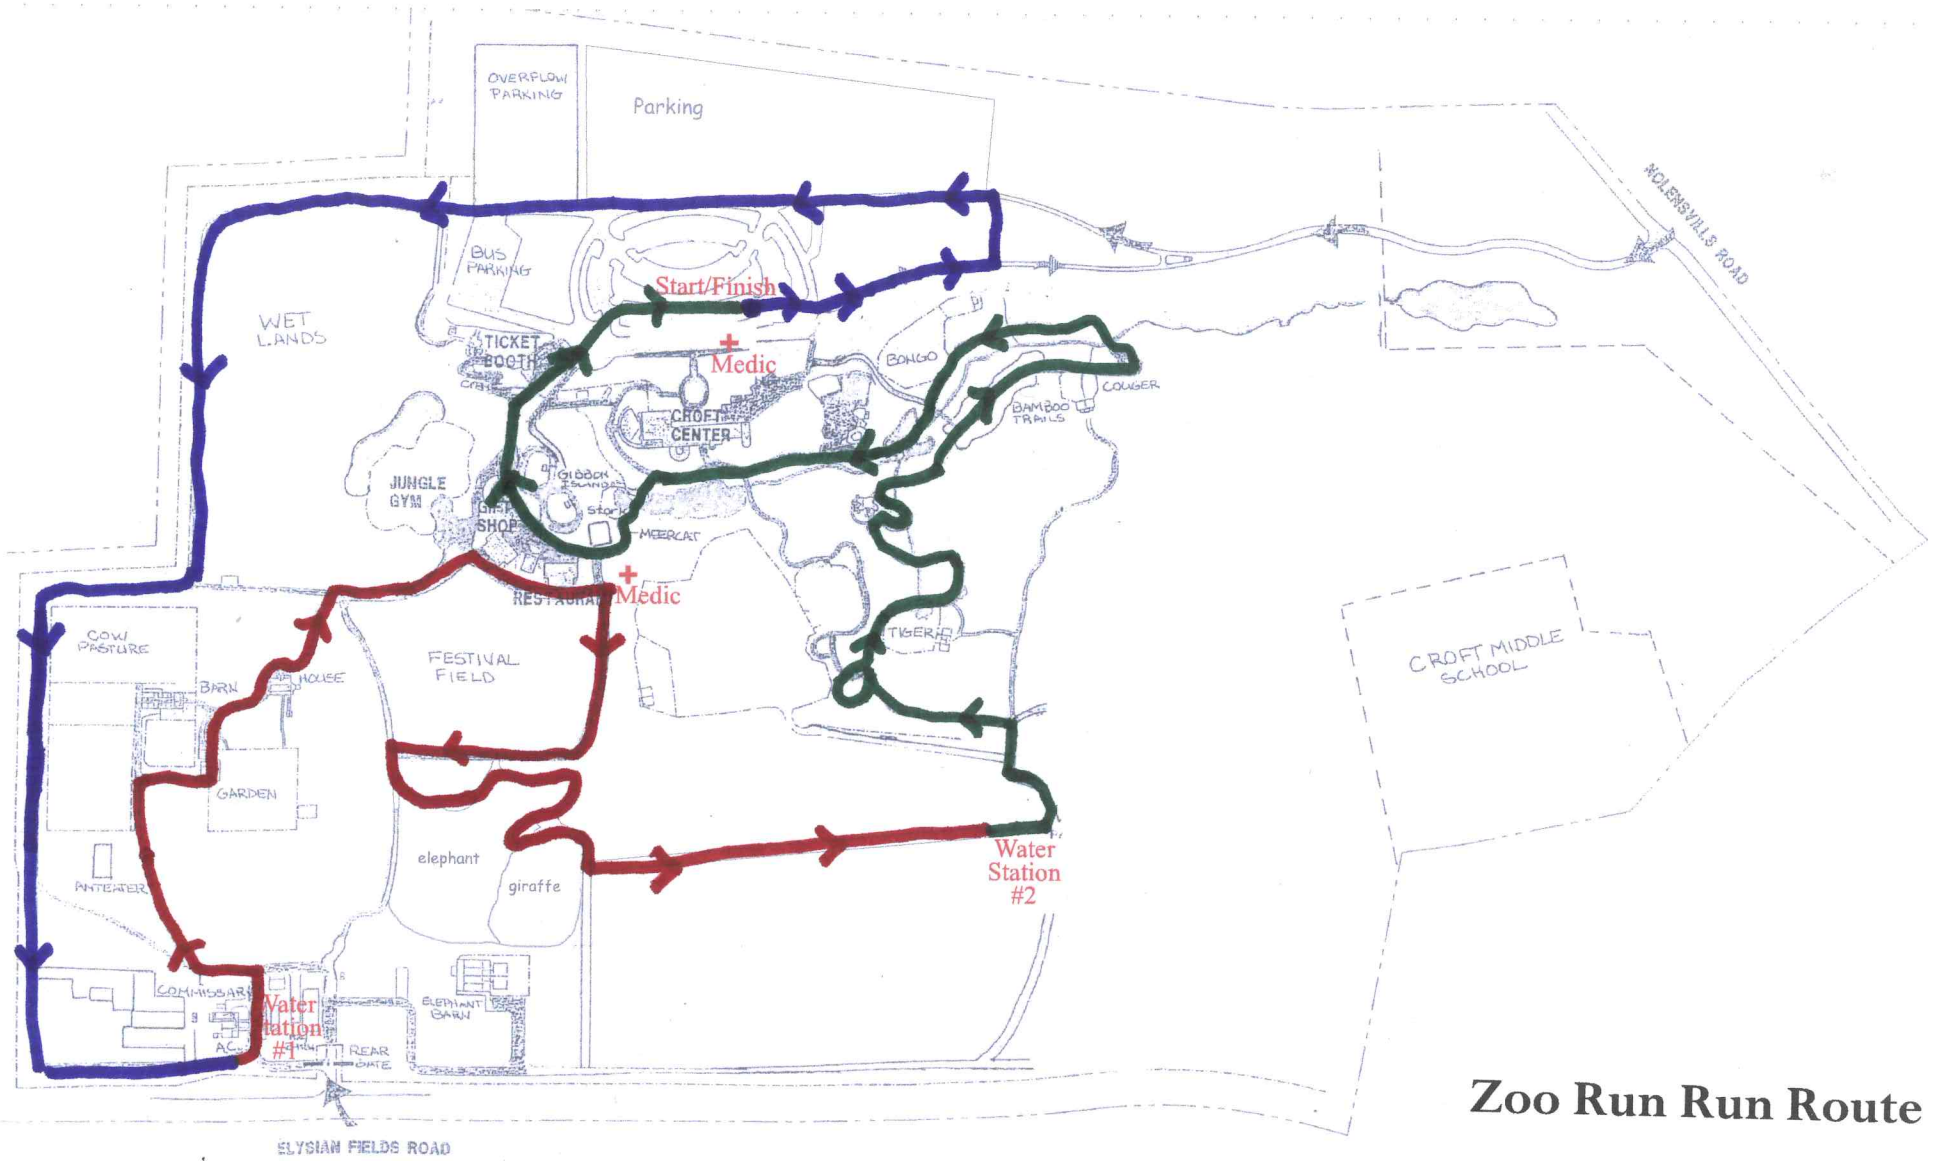 OVERFLOW
PARKING
Parking
NOLENSVILLS ROAD
BUS
PARKING
Start/Finish
WET
LANDS
TICKET
BOOTH
Medic
BONGO
COUGER
BAMBOO
TRAILS
CROFT
CENTER
JUNGLE
GYM
GIBBON
ISLAND
GIFT
SHOP
Stork
MEERCAT
Medic
RESTAURANT
COW
PASTURE
TIGER
FESTIVAL
FIELD
CROFT MIDDLE
SCHOOL
BARN
HOUSE
GARDEN
elephant
giraffe
ANTEATER
Water
Station
#2
COMMISSARY
Water
Station
#1
ELEPHANT
BARN
A.C.
REAR
GATE
Zoo Run Run Route
ELYSIAN FIELDS ROAD